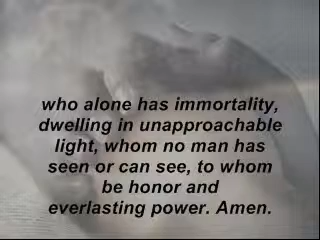 who alone has immortality,
dwelling in unapproachable
light, whom no man has
seen or can see, to whom
be honor and
everlasting power. Amen.